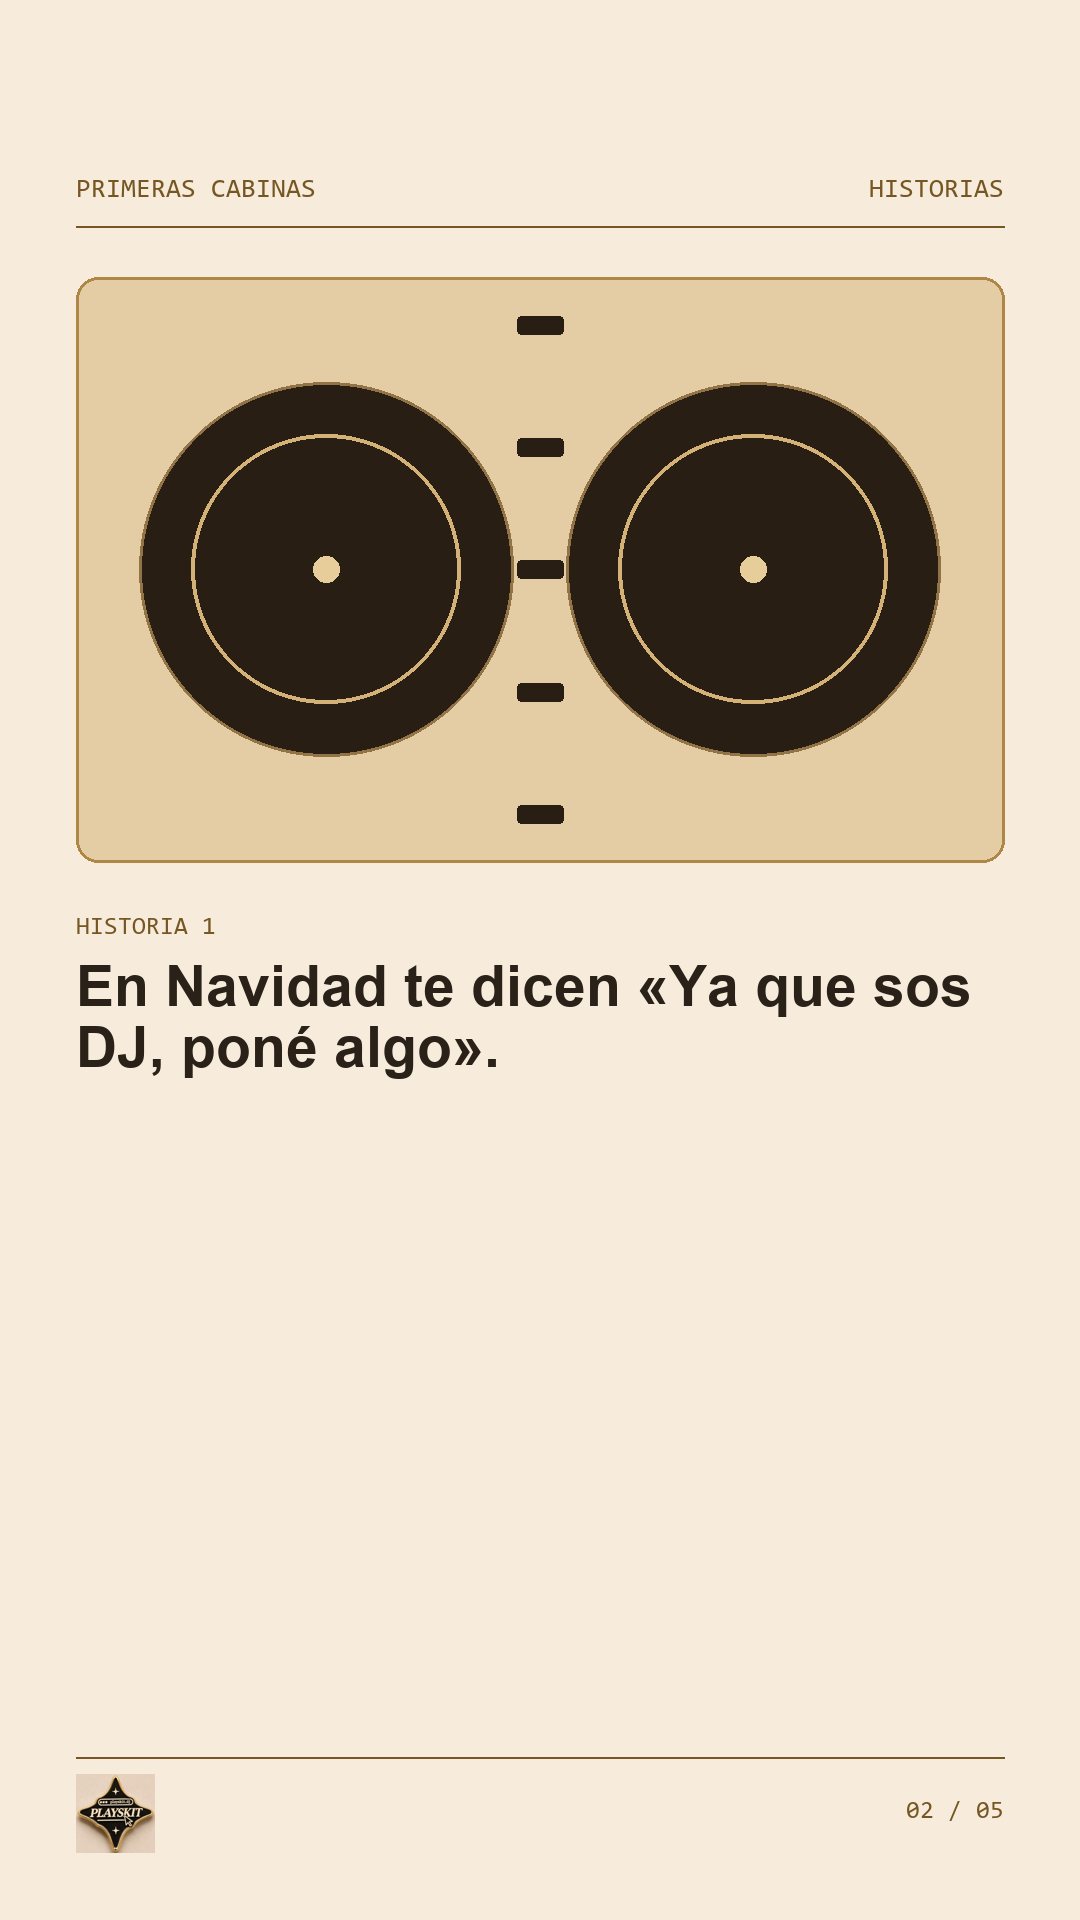 PRIMERAS CABINAS
HISTORIAS
HISTORIA 1
En Navidad te dicen «Ya que sos
DJ, poné algo».
PLAYSKIT
02 / 05